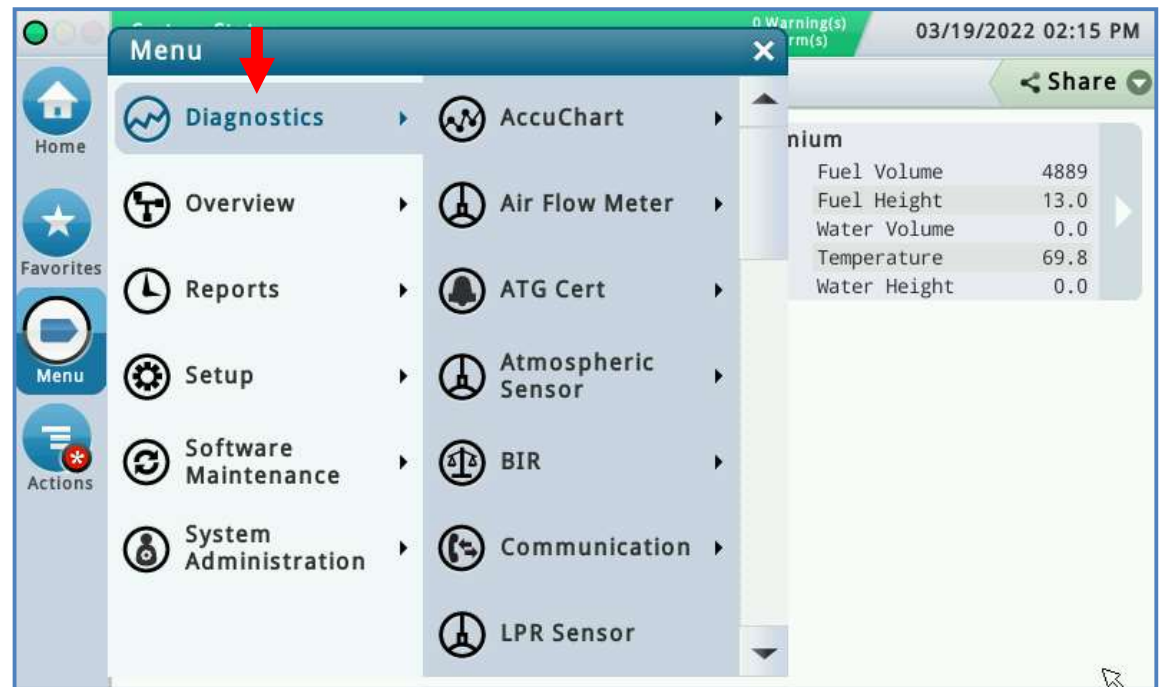 0 Warning(s)
03/19/2022 02:15 PM
Menu
Share
Home
Favorites
Menu
Actions
Diagnostics
Overview
Reports
Setup
Software
Maintenance
System
Administration
AccuChart
Air Flow Meter
ATG Cert
Atmospheric
Sensor
BIR
Communication
LPR Sensor
Fuel Volume 4889
Fuel Height 13.0
Water Volume 0.0
Temperature 69.8
Water Height 0.0